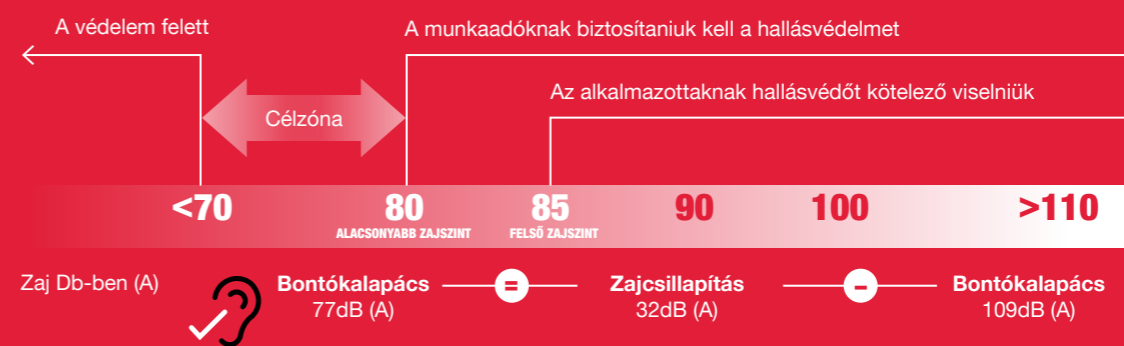 A védelem felett
A munkaadóknak biztosítaniuk kell a hallásvédelmet
Célzóna
Az alkalmazottaknak hallásvédőt kötelező viselniük
<70
80
85
90
100
>110
ALACSONYABB ZAJSZINT
FELSŐ ZAJSZINT
Zaj Db-ben (A)
Bontókalapács
77dB (A)
=
Zajcsillapítás
32dB (A)
–
Bontókalapács
109dB (A)